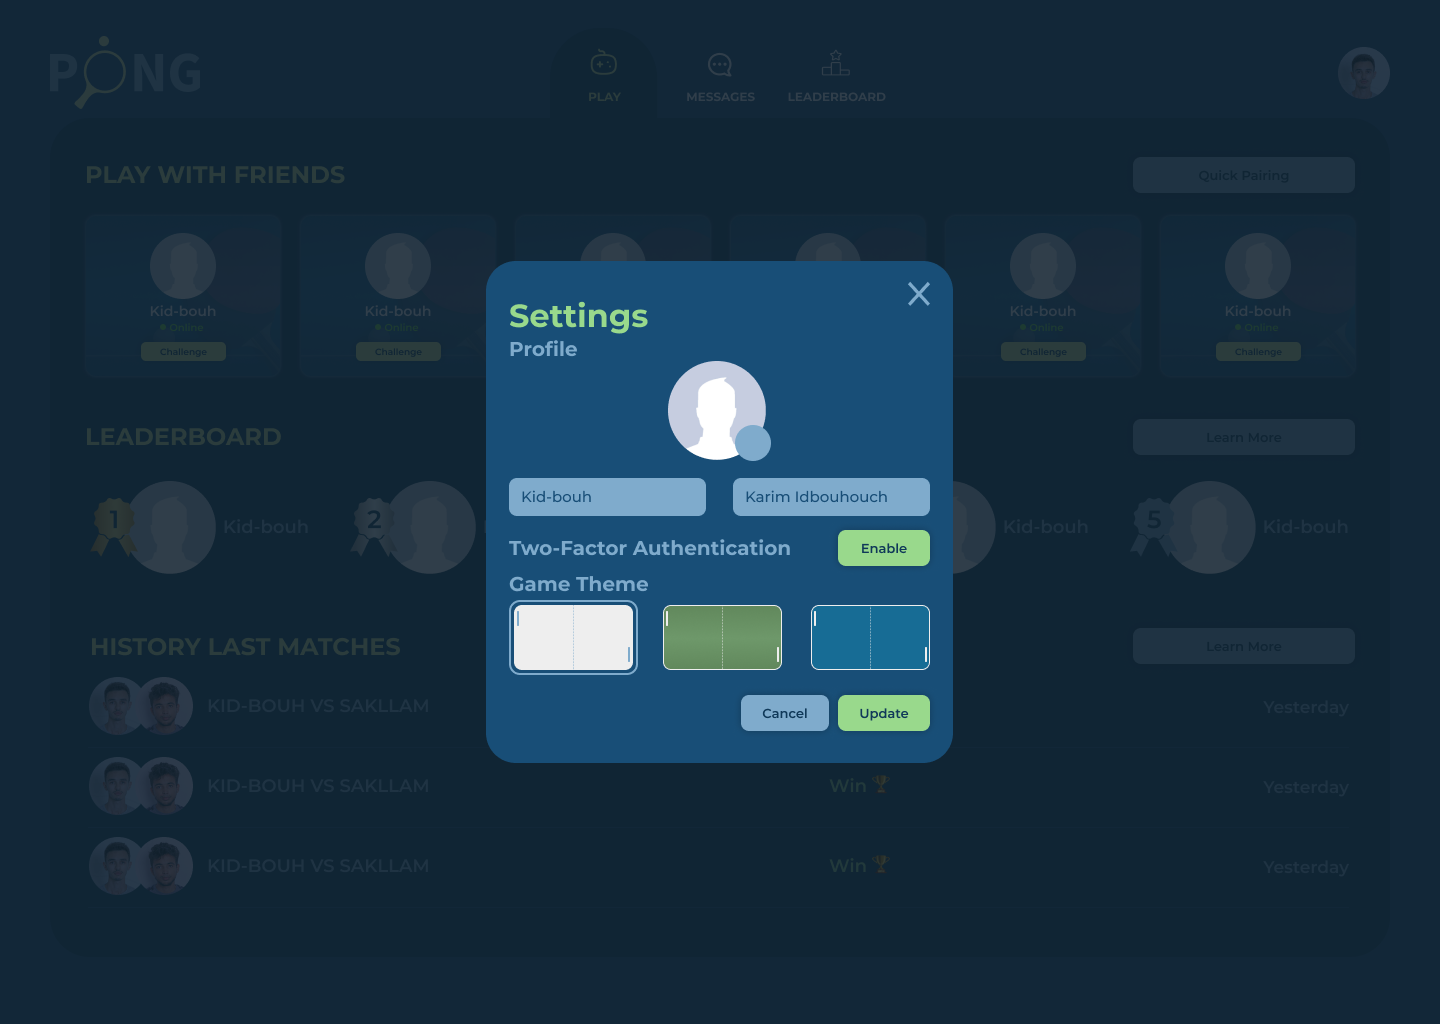 PONG
PLAY
MESSAGES
LEADERBOARD
PLAY WITH FRIENDS
Quick Pairing
Kid-bouh
Online
Challenge
Kid-bouh
Online
Challenge
Kid-bouh
Online
Challenge
Kid-bouh
Online
Challenge
Settings
Profile
Kid-bouh
Karim Idbouhouch
Two-Factor Authentication
Enable
Game Theme
Cancel
Update
LEADERBOARD
Learn More
1
Kid-bouh
2
Kid-bouh
5
Kid-bouh
HISTORY LAST MATCHES
Learn More
KID-BOUH VS SAKLLAM
Yesterday
KID-BOUH VS SAKLLAM
Win
Yesterday
KID-BOUH VS SAKLLAM
Win
Yesterday